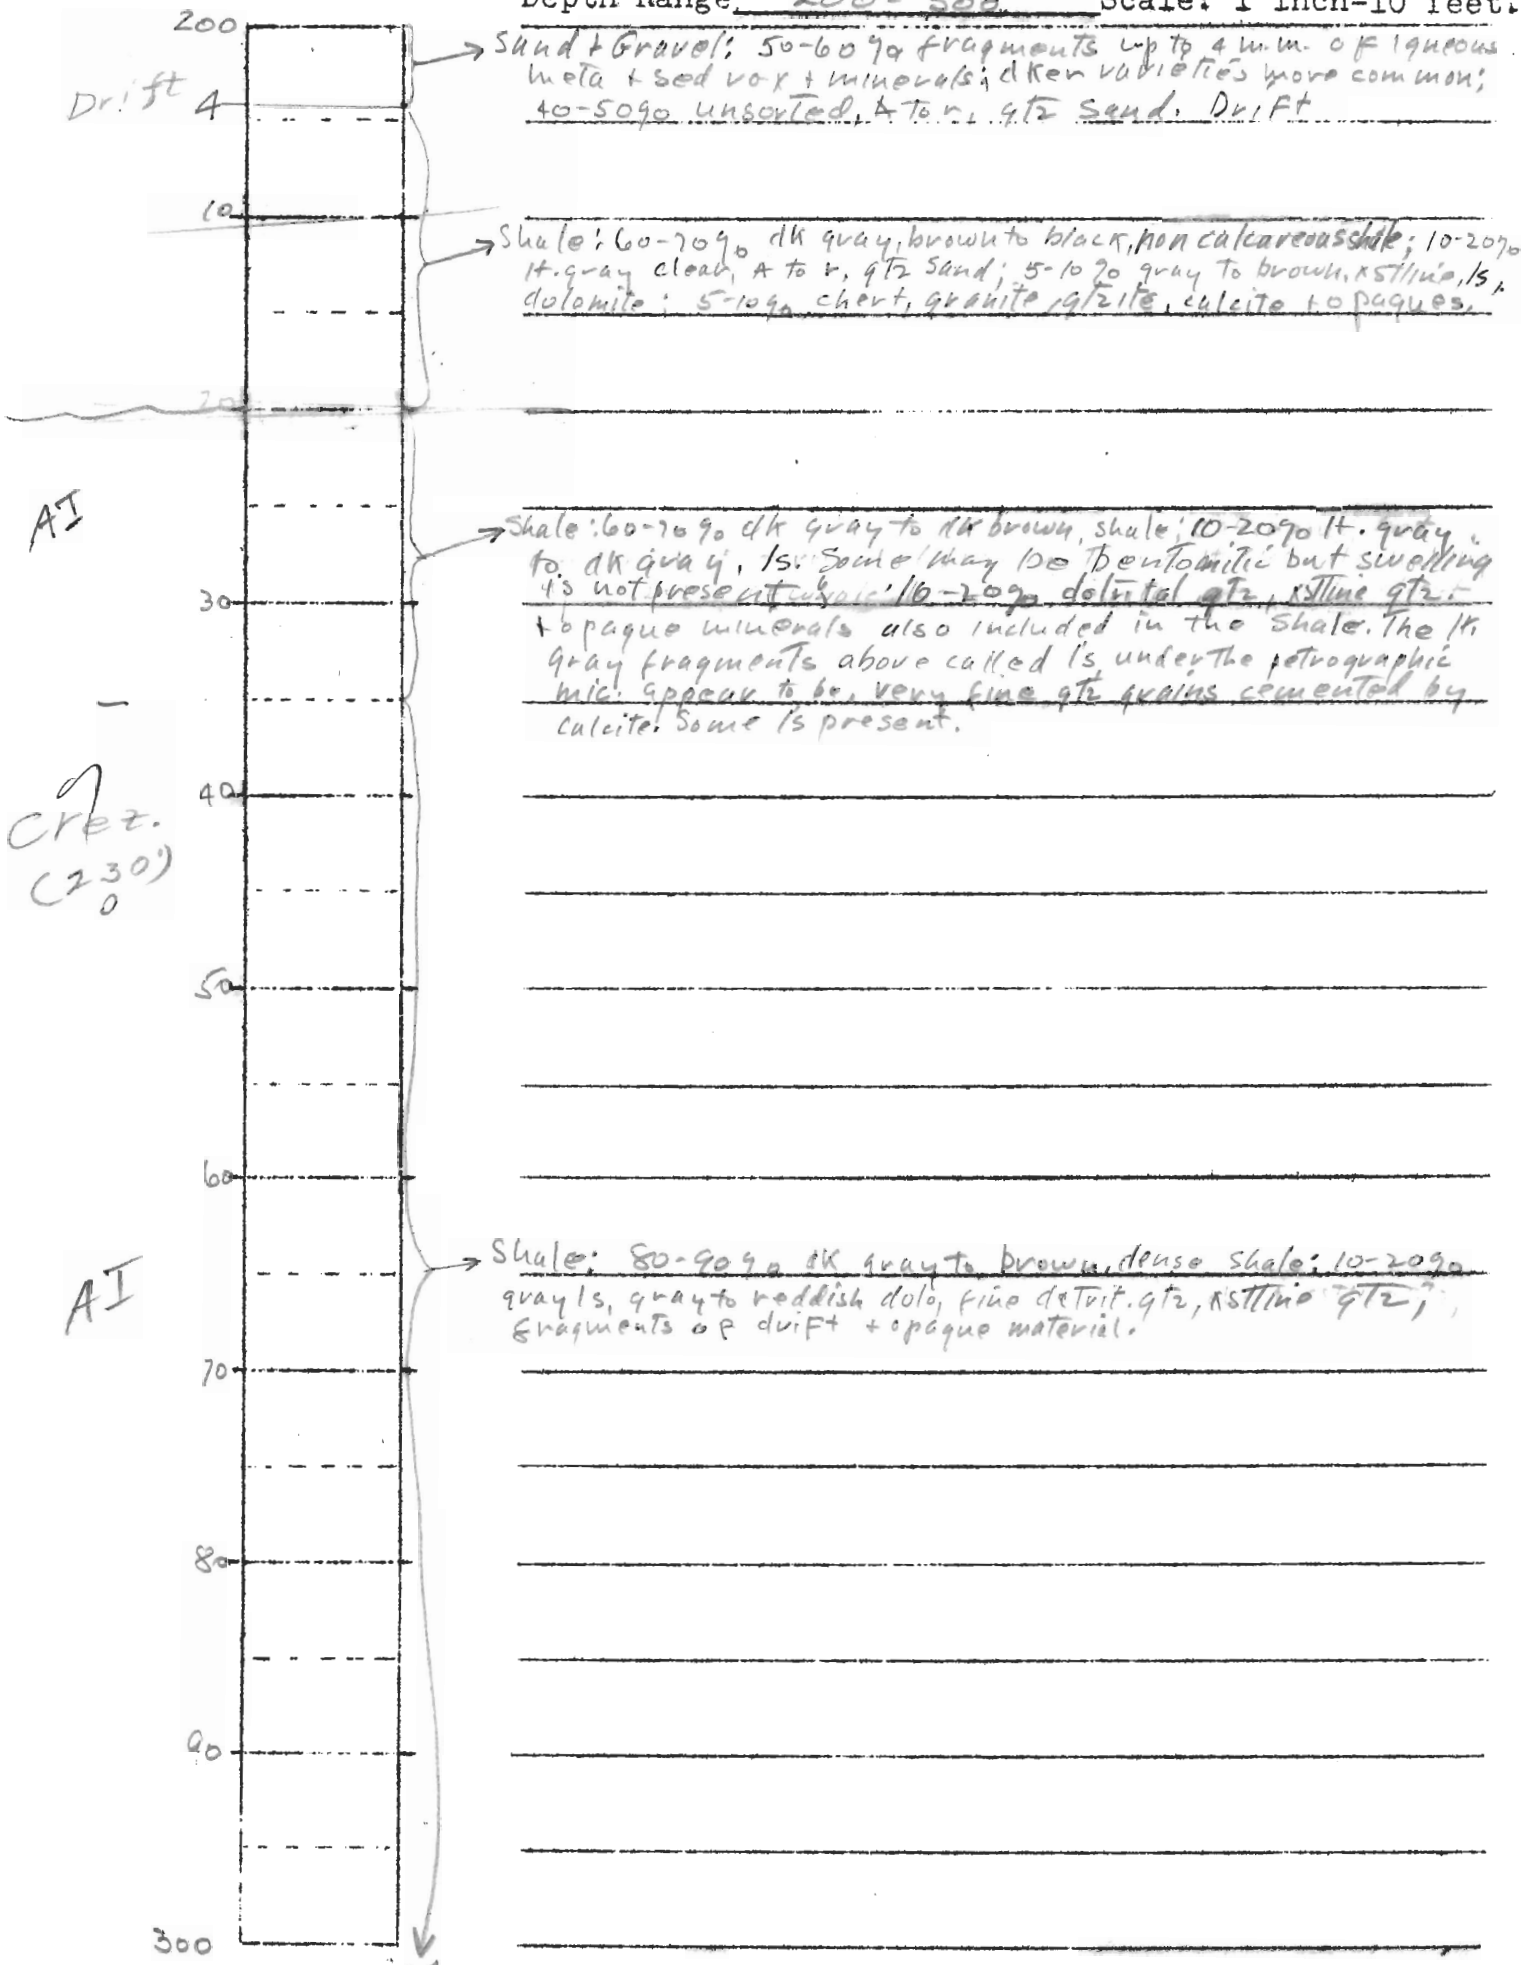 Depth Range 200-300 Scale: 1 inch-10 feet.
200
Sand + Gravel: 50-60% fragments up to 4 m.m. of igneous
meta + sed rox + minerals; dker varieties more common;
Drift
4
40-50% unsorted, A to r, qtz sand. Drift
10
Shale: 60-70% dk gray, brown to black, non calcareous shale; 10-20%
lt. gray clear, A to r, qtz sand; 5-10% gray to brown, xstline, ls,
dolomite; 5-10% chert, granite, qtzite, calcite + opaques.
20
AI
Shale: 60-70% dk gray to dk brown, shale; 10-20% lt. gray
to dk gray, ls. Some may be bentonitic but swelling
is not present 10-20% detrital qtz, xstline qtz.
30
+ opaque minerals also included in the shale. The lt.
gray fragments above called ls, under the petrographic
mic. appear to be, very fine qtz grains cemented by
calcite. Some ls present.
40
Cret.
(230')
50
60
Shale: 80-90% dk gray to brown, dense shale; 10-20%
AI
gray ls, gray to reddish dolo, fine detrit. qtz, xstline qtz,
fragments of drift + opaque material.
70
80
90
300